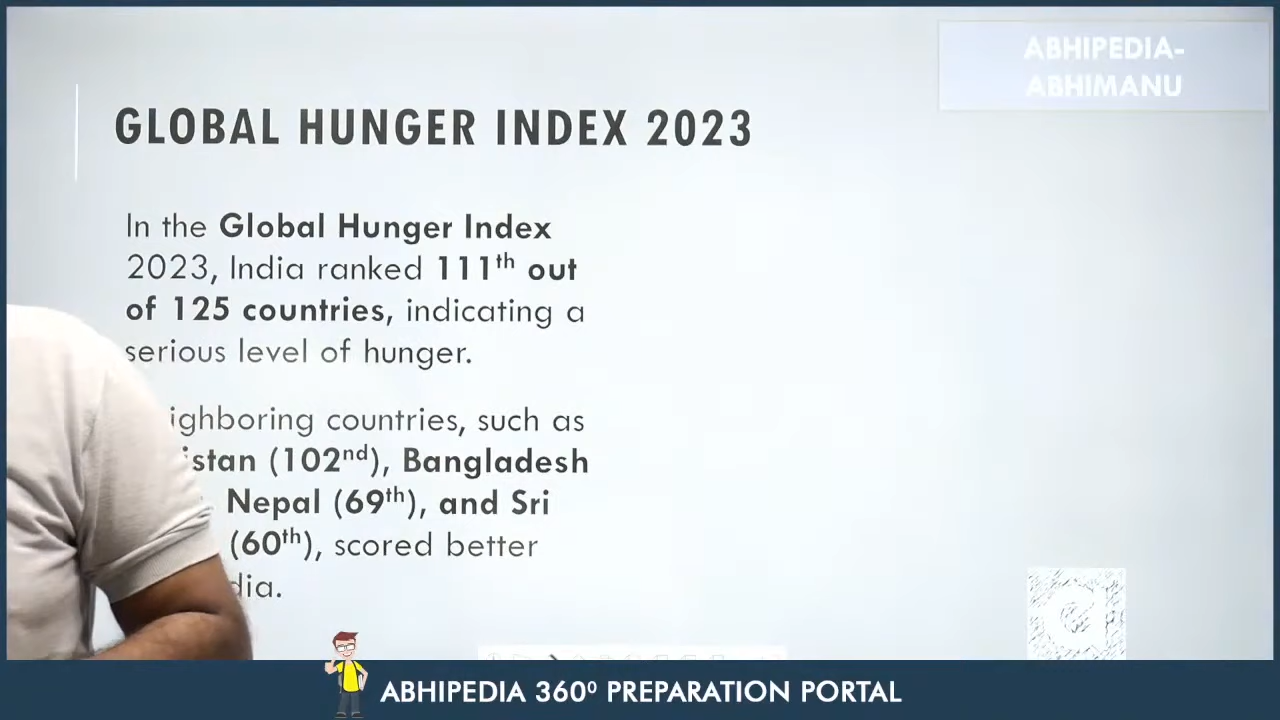 ABHIPEDIA-
ABHIMANU
GLOBAL HUNGER INDEX 2023
In the Global Hunger Index
2023, India ranked 111th out
of 125 countries, indicating a
serious level of hunger.
ighboring countries, such as
istan (102nd), Bangladesh
Nepal (69th), and Sri
(60th), scored better
dia.
ABHIPEDIA 360⁰ PREPARATION PORTAL